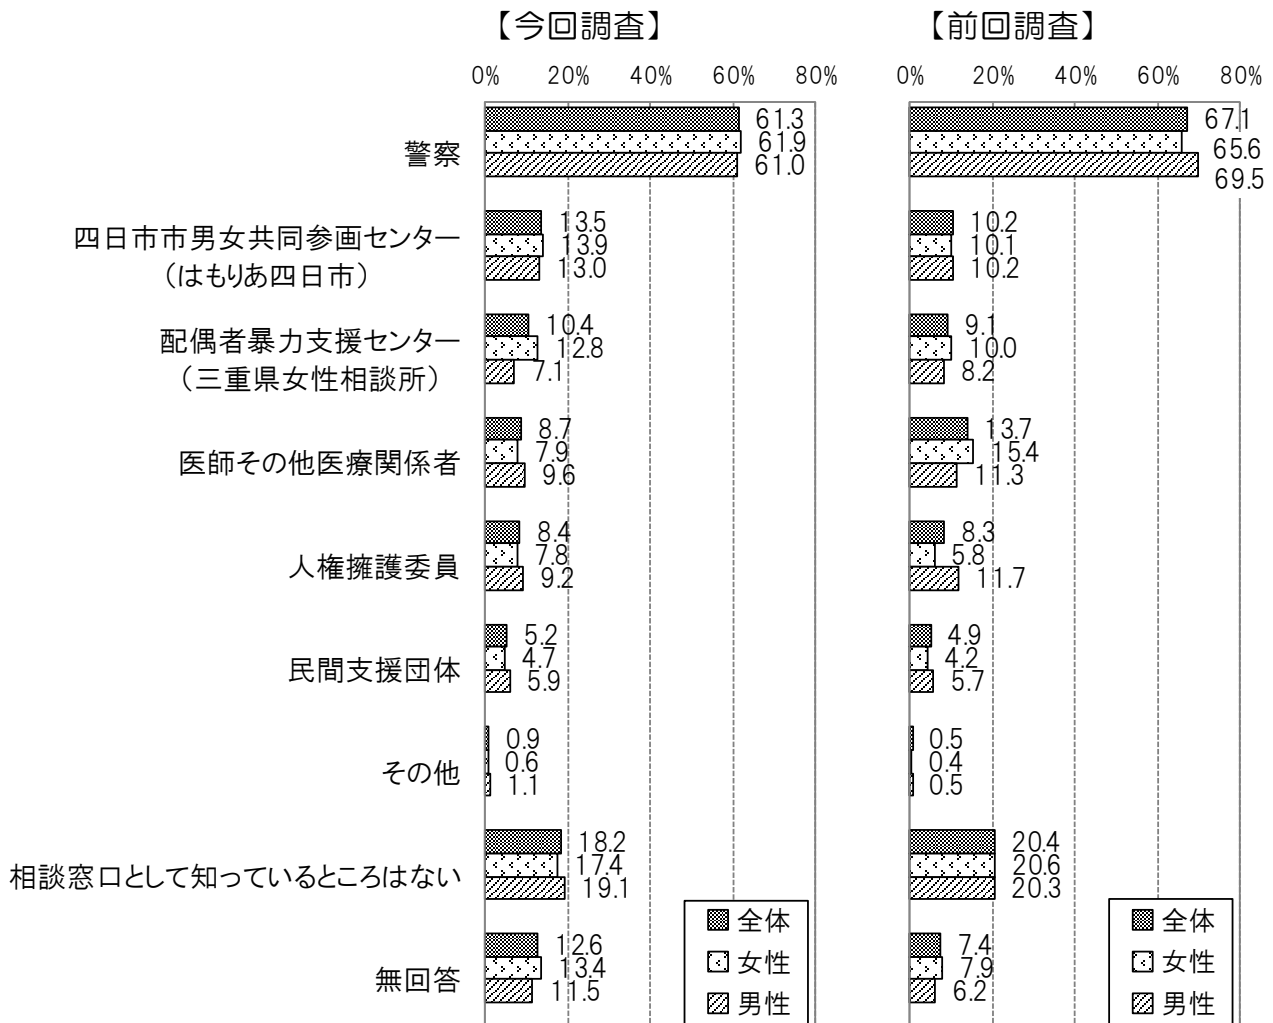 【今回調査】
【前回調査】
0% 20% 40% 60% 80%
0% 20% 40% 60% 80%
警察
61.3
61.9
61.0
67.1
65.6
69.5
四日市市男女共同参画センター
（はもりあ四日市）
13.5
13.9
13.0
10.2
10.1
10.2
配偶者暴力支援センター
（三重県女性相談所）
10.4
12.8
7.1
9.1
10.0
8.2
医師その他医療関係者
8.7
7.9
9.6
13.7
15.4
11.3
人権擁護委員
8.4
7.8
9.2
8.3
5.8
11.7
民間支援団体
5.2
4.7
5.9
4.9
4.2
5.7
その他
0.9
0.6
1.1
0.5
0.4
0.5
相談窓口として知っているところはない
18.2
17.4
19.1
20.4
20.6
20.3
無回答
12.6
13.4
11.5
7.4
7.9
6.2
全体
女性
男性
全体
女性
男性